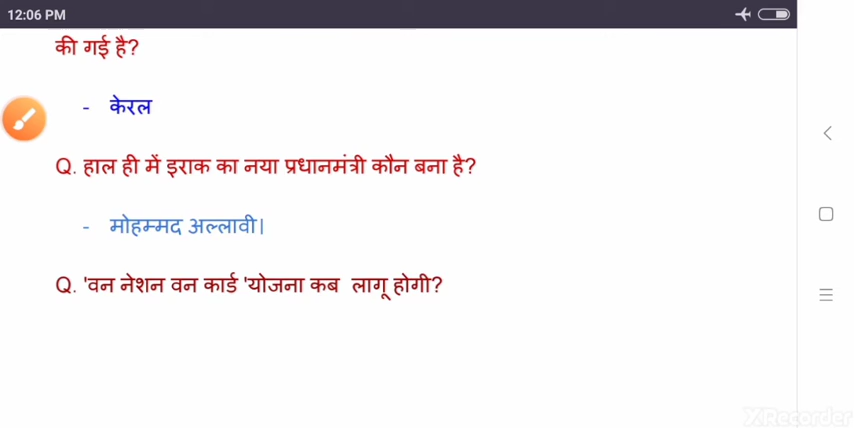 12:06 PM
की गई है?
- केरल
Q. हाल ही में इराक का नया प्रधानमंत्री कौन बना है?
- मोहम्मद अल्लावी।
Q. 'वन नेशन वन कार्ड 'योजना कब लागू होगी?
XRecorder